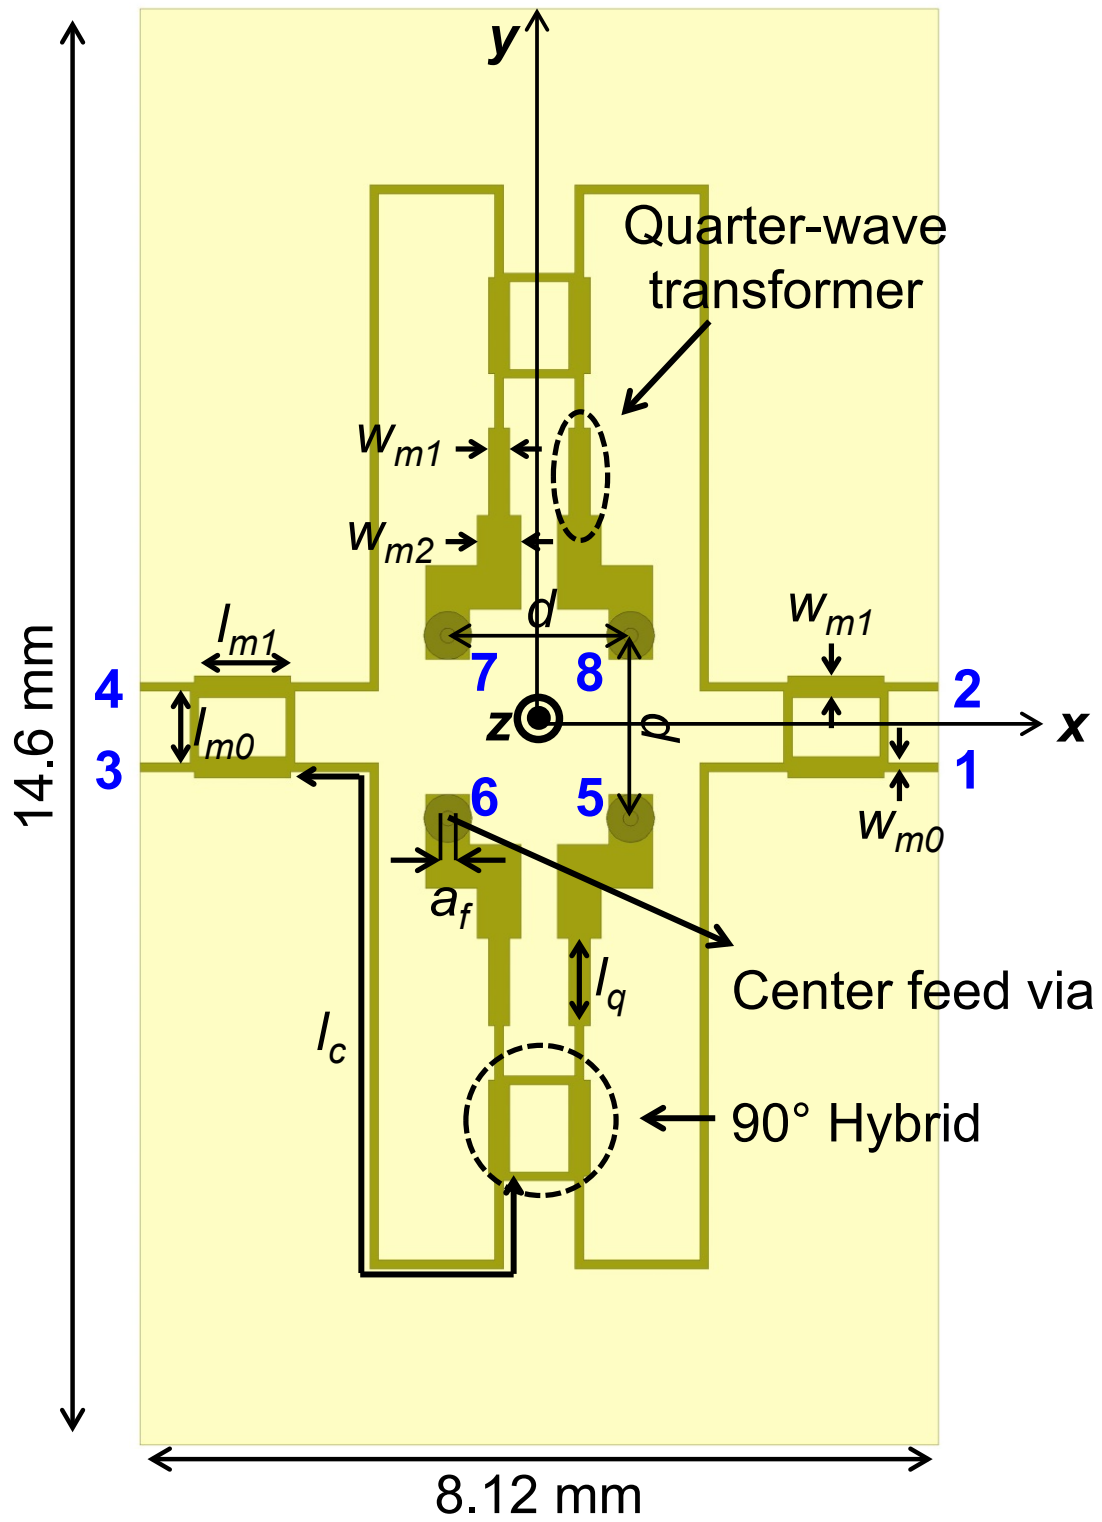 y
Quarter-wave
transformer
wm1
wm2
d
lm1
wm1
4
7
8
2
lm0
z
d
x
3
6
5
1
wm0
14.6 mm
af
lq
Center feed via
lc
90° Hybrid
8.12 mm